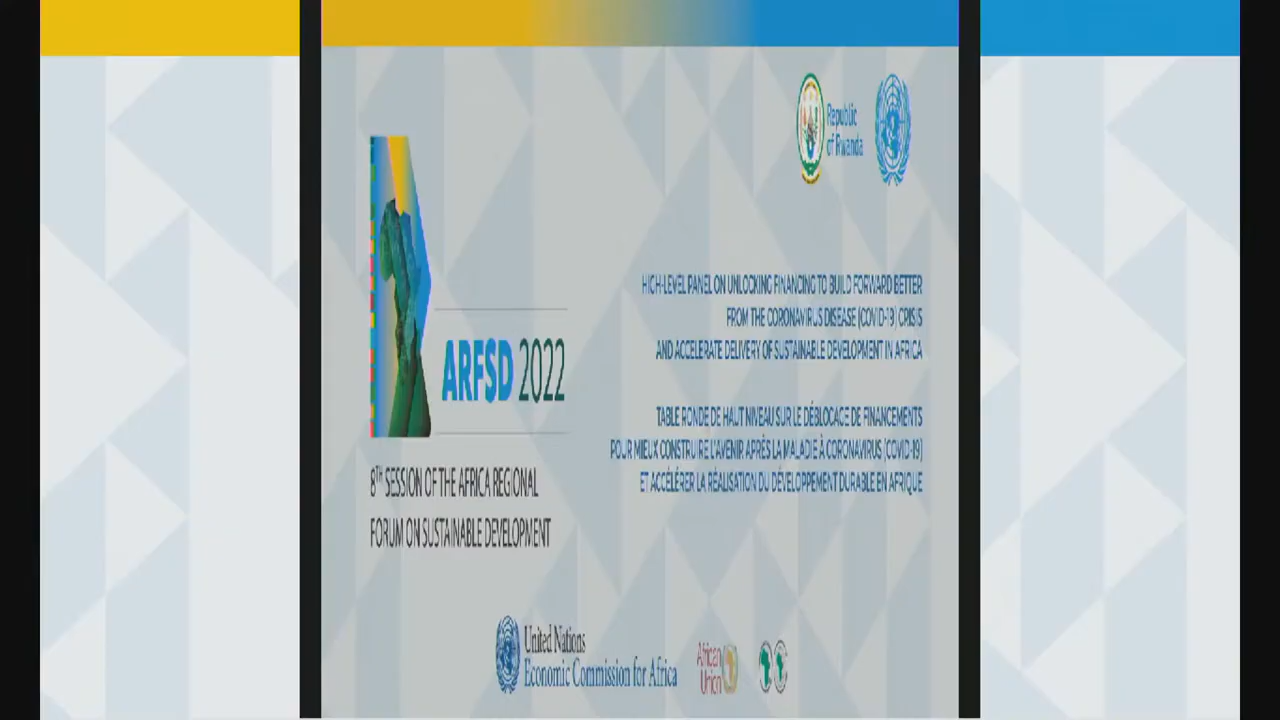 Republic
of Rwanda
HIGH-LEVEL PANEL ON UNLOCKING FINANCING TO BUILD FORWARD BETTER
FROM THE CORONAVIRUS DISEASE (COVID-19) CRISIS
AND ACCELERATE DELIVERY OF SUSTAINABLE DEVELOPMENT IN AFRICA
ARFSD 2022
TABLE RONDE DE HAUT NIVEAU SUR LE DÉBLOCAGE DE FINANCEMENTS
POUR MIEUX CONSTRUIRE L'AVENIR APRÈS LA MALADIE À CORONAVIRUS (COVID-19)
ET ACCÉLÉRER LA RÉALISATION DU DÉVELOPPEMENT DURABLE EN AFRIQUE
8TH SESSION OF THE AFRICA REGIONAL
FORUM ON SUSTAINABLE DEVELOPMENT
United Nations
Economic Commission for Africa
African
Union